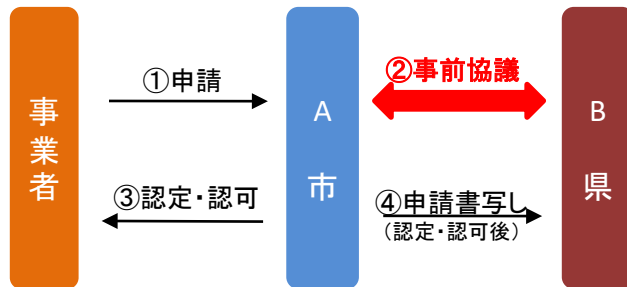 事業者
①申請
A市
②事前協議
B県
③認定・認可
④申請書写し
(認定・認可後)